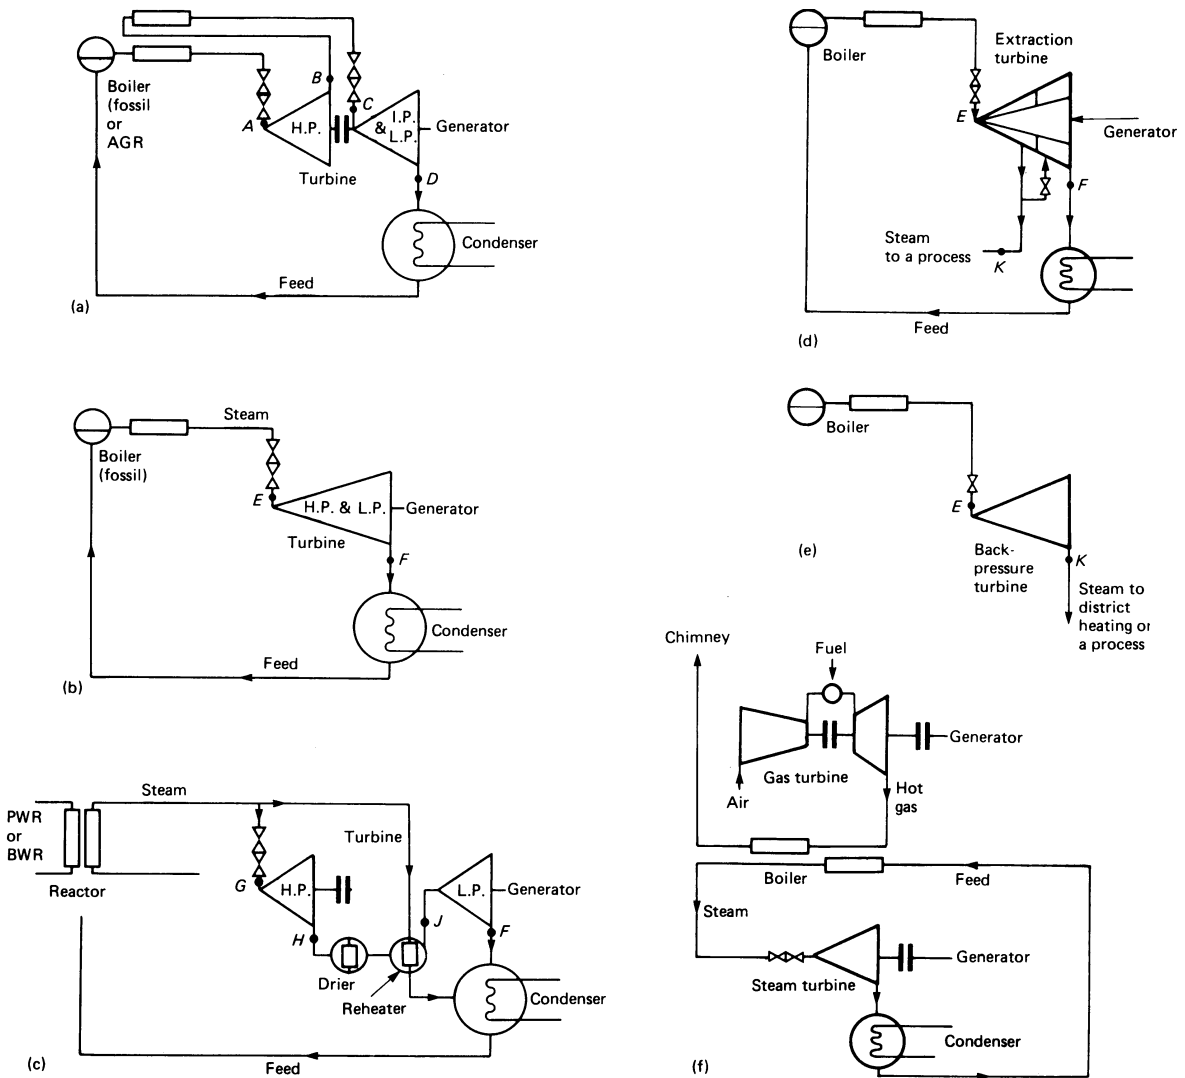 Boiler
(fossil
or
AGR
A
B
C
H.P.
I.P.
&
L.P.
Generator
Turbine
D
Condenser
Feed
(a)
Steam
Boiler
(fossil)
E
H.P. & L.P.
Generator
Turbine
F
Condenser
Feed
(b)
Steam
PWR
or
BWR
Reactor
Turbine
G
H.P.
L.P.
Generator
H
J
F
Drier
Reheater
Condenser
Feed
(c)
Boiler
Extraction
turbine
E
Generator
F
Steam
to a process
K
Feed
(d)
Boiler
E
Back-
pressure
turbine
K
Steam to
district
heating or
a process
(e)
Chimney
Fuel
Generator
Gas turbine
Air
Hot
gas
Boiler
Feed
Steam
Generator
Steam turbine
Condenser
(f)